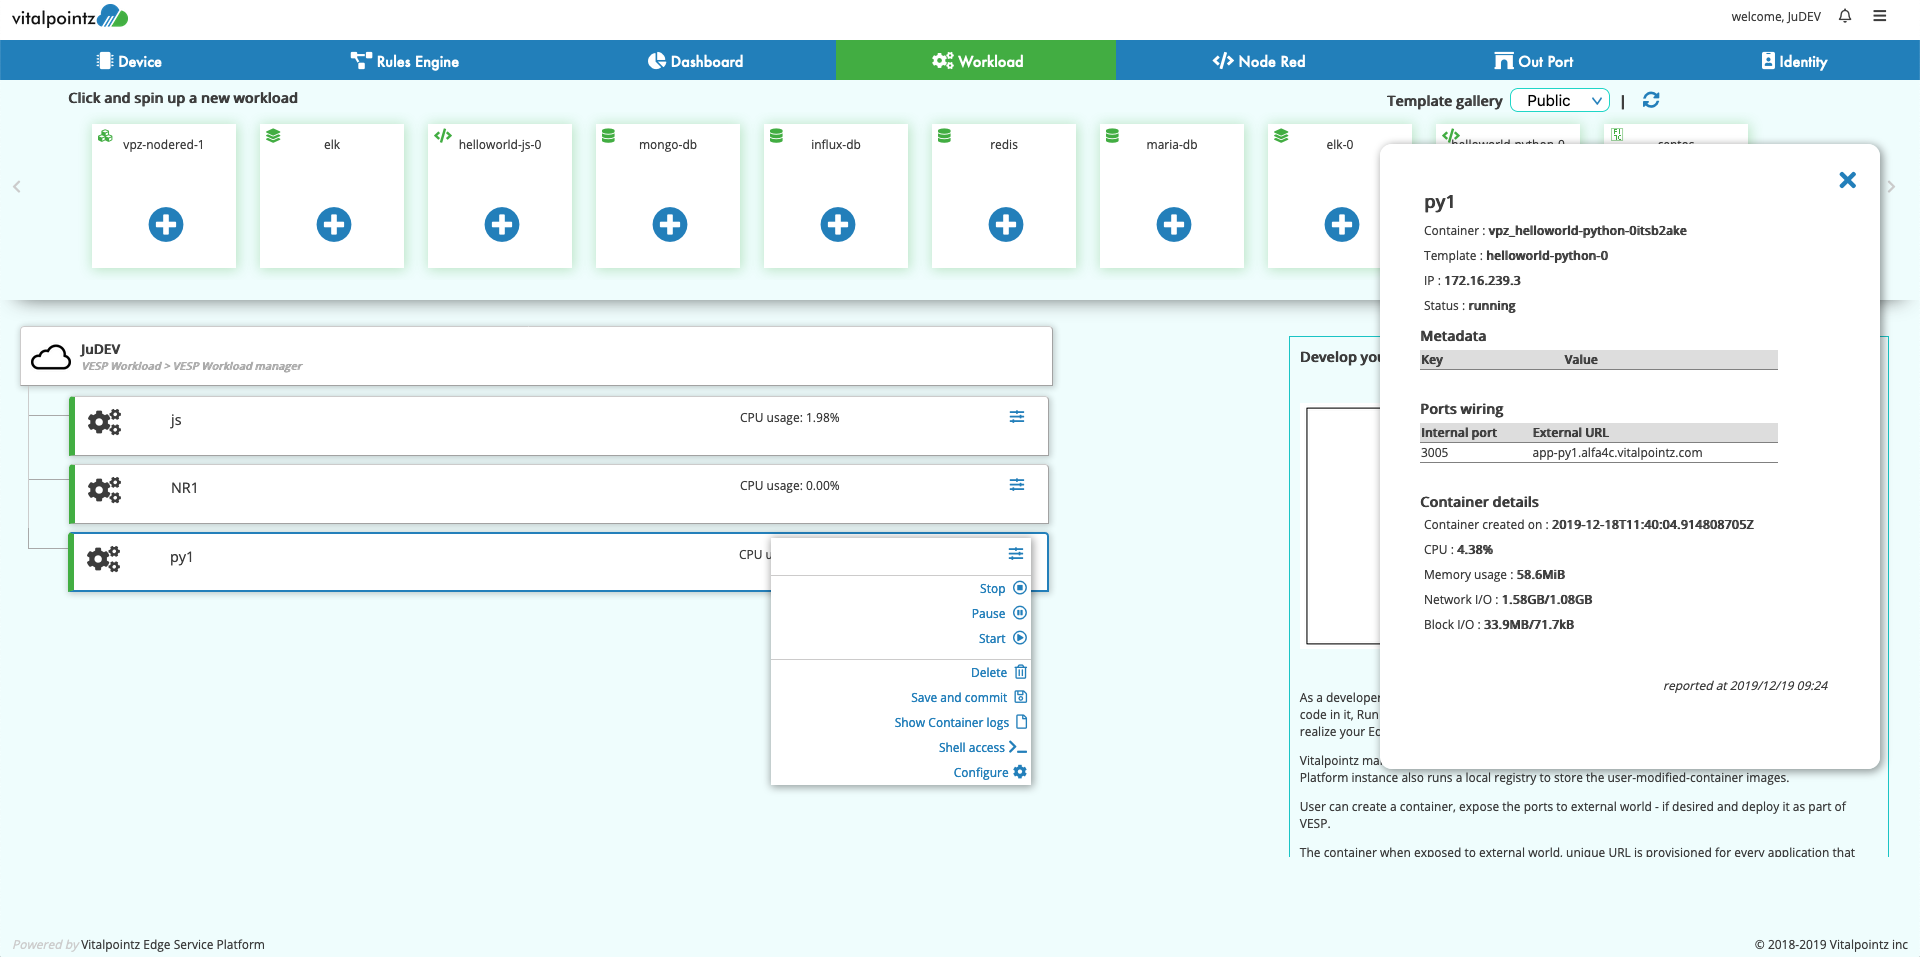 vitalpointz
welcome, JuDEV
Device
Rules Engine
Dashboard
Workload
Node Red
Out Port
Identity
Click and spin up a new workload
Template gallery Public |
vpz-nodered-1
elk
helloworld-js-0
mongo-db
influx-db
redis
maria-db
elk-0
helloworld-python-0
centos
JuDEV
VESP Workload > VESP Workload manager
js
CPU usage: 1.98%
NR1
CPU usage: 0.00%
py1
CPU u
Stop
Pause
Start
Delete
Save and commit
Show Container logs
Shell access
Configure
py1
Container : vpz_helloworld-python-0itsb2ake
Template : helloworld-python-0
IP : 172.16.239.3
Status : running
Metadata
Key Value
Ports wiring
Internal port External URL
3005 app-py1.alfa4c.vitalpointz.com
Container details
Container created on : 2019-12-18T11:40:04.914808705Z
CPU : 4.38%
Memory usage : 58.6MiB
Network I/O : 1.58GB/1.08GB
Block I/O : 33.9MB/71.7kB
reported at 2019/12/19 09:24
Develop you
As a developer
code in it, Run
realize your Ed
Vitalpointz ma
Platform instance also runs a local registry to store the user-modified-container images.
User can create a container, expose the ports to external world - if desired and deploy it as part of
VESP.
The container when exposed to external world, unique URL is provisioned for every application that
Powered by Vitalpointz Edge Service Platform
© 2018-2019 Vitalpointz inc